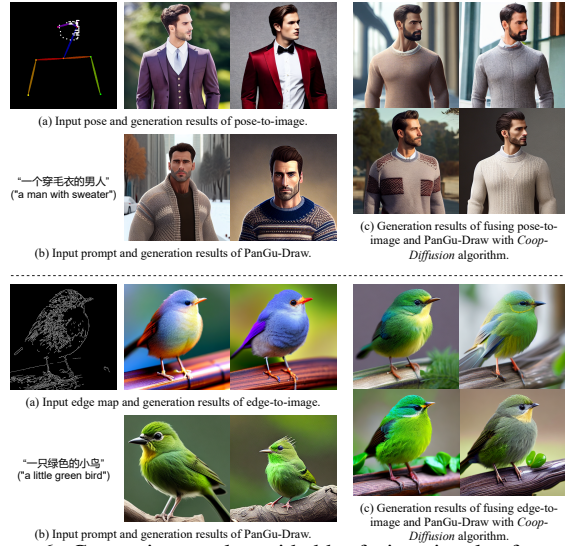 (a) Input pose and generation results of pose-to-image.
“一个穿毛衣的男人”
("a man with sweater")
(b) Input prompt and generation results of PanGu-Draw.
(c) Generation results of fusing pose-to-
image and PanGu-Draw with Coop-
Diffusion algorithm.
(a) Input edge map and generation results of edge-to-image.
“一只绿色的小鸟”
("a little green bird")
(b) Input prompt and generation results of PanGu-Draw.
(c) Generation results of fusing edge-to-
image and PanGu-Draw with Coop-
Diffusion algorithm.